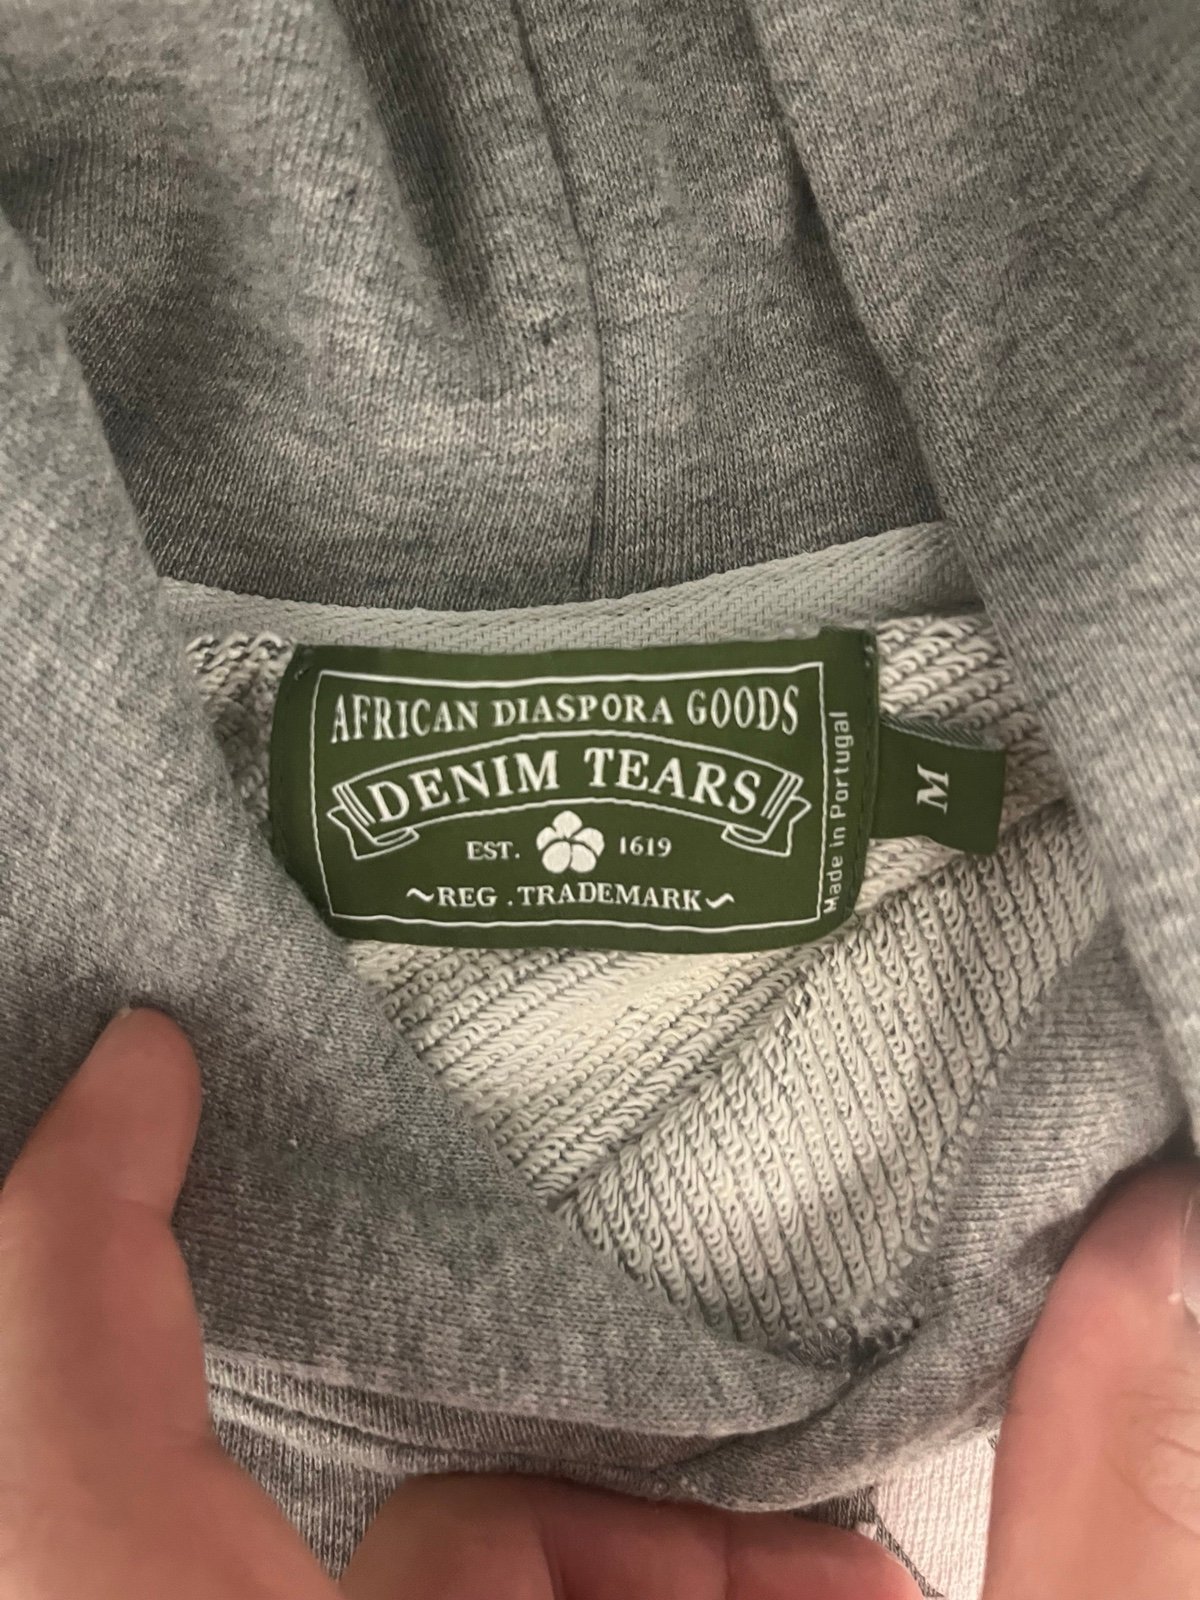 AFRICAN DIASPORA GOODS
DENIM TEARS
EST. 1619
~REG . TRADEMARK~
Made in Portugal
M